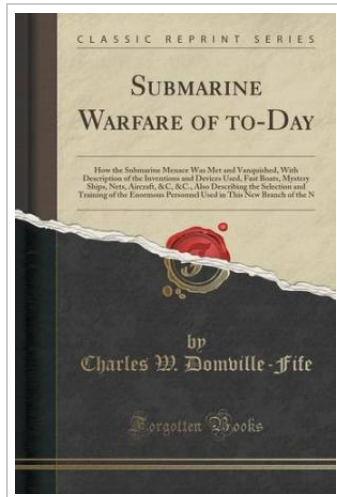 CLASSIC REPRINT SERIES
SUBMARINE
WARFARE OF TO-DAY
How the Submarine Menace Was Met and Vanquished, With
Description of the Inventions and Devices Used, Fast Boats, Mystery
Ships, Nets, Aircraft, &C, &C., Also Describing the Selection and
Training of the Enormous Personnel Used in This New Branch of the N
by
Charles W. Domville-Fife
Forgotten Books